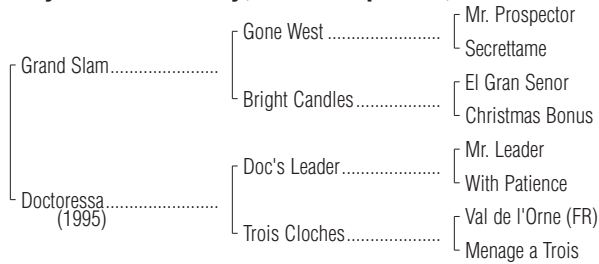 Mr. Prospector
Gone West ....................
Secrettame
Grand Slam......................
El Gran Senor
Bright Candles.................
Christmas Bonus
Mr. Leader
Doc's Leader...................
With Patience
Doctoressa.......................
(1995)
Val de l'Orne (FR)
Trois Cloches...................
Menage a Trois